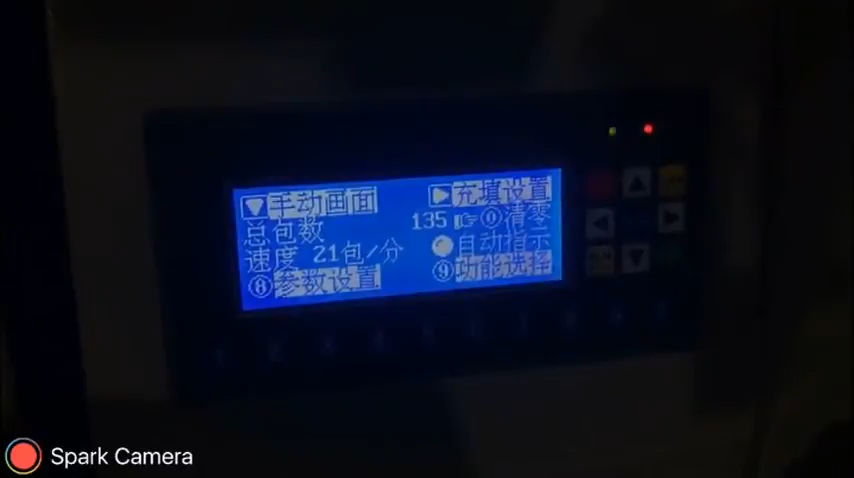 ▼手动画面 ▶充填设置
总包数 135 ☞⓪清零
速度 21包/分 自动指示
⑧参数设置 ⑨功能选择
Spark Camera